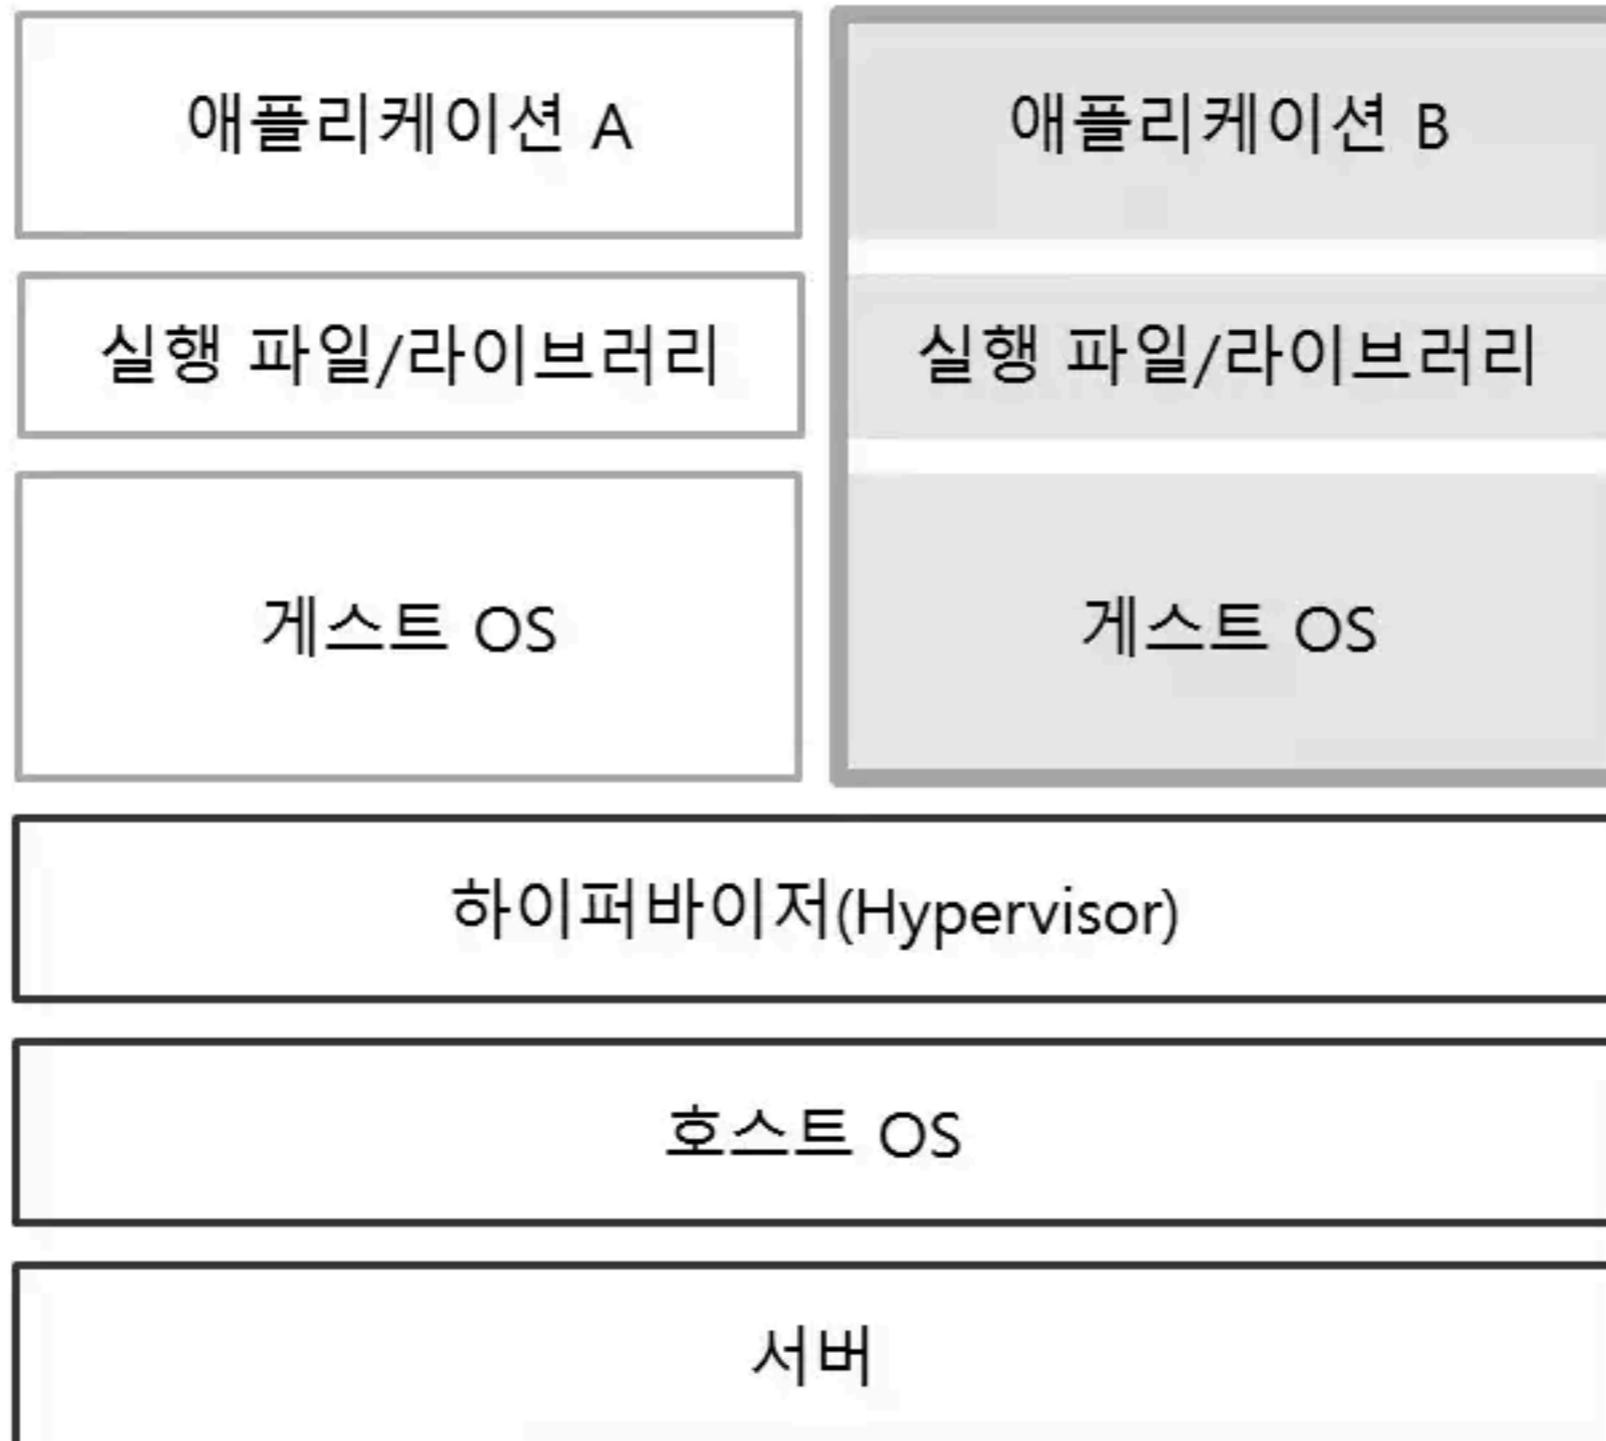 애플리케이션 A
애플리케이션 B
실행 파일/라이브러리
실행 파일/라이브러리
게스트 OS
게스트 OS
하이퍼바이저(Hypervisor)
호스트 OS
서버